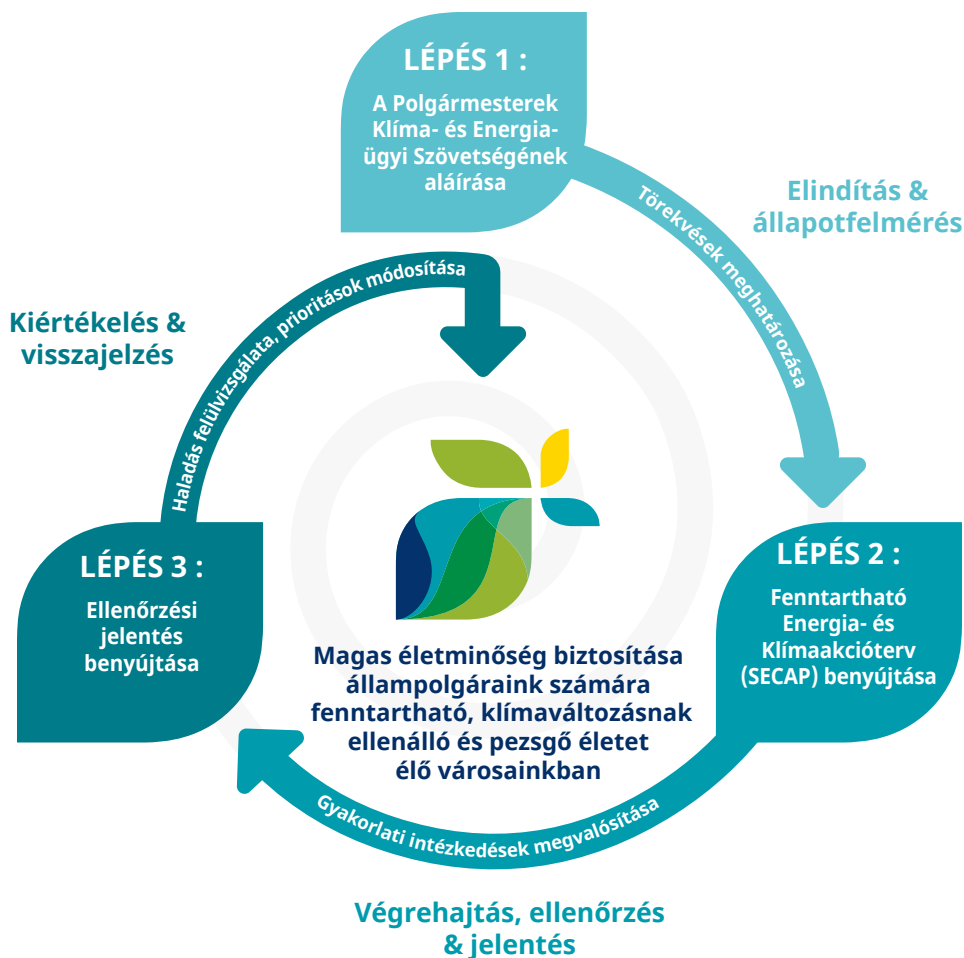 LÉPÉS 1 :
A Polgármesterek
Klíma- és Energia-
ügyi Szövetségének
aláírása
Törekvések meghatározása
Elindítás &
állapotfelmérés
LÉPÉS 2 :
Fenntartható
Energia- és
Klímaakcióterv
(SECAP) benyújtása
Gyakorlati intézkedések megvalósítása
Végrehajtás, ellenőrzés
& jelentés
LÉPÉS 3 :
Ellenőrzési
jelentés
benyújtása
Haladás felülvizsgálata, prioritások módosítása
Kiértékelés &
visszajelzés
Magas életminőség biztosítása
állampolgáraink számára
fenntartható, klímaváltozásnak
ellenálló és pezsgő életet
élő városainkban